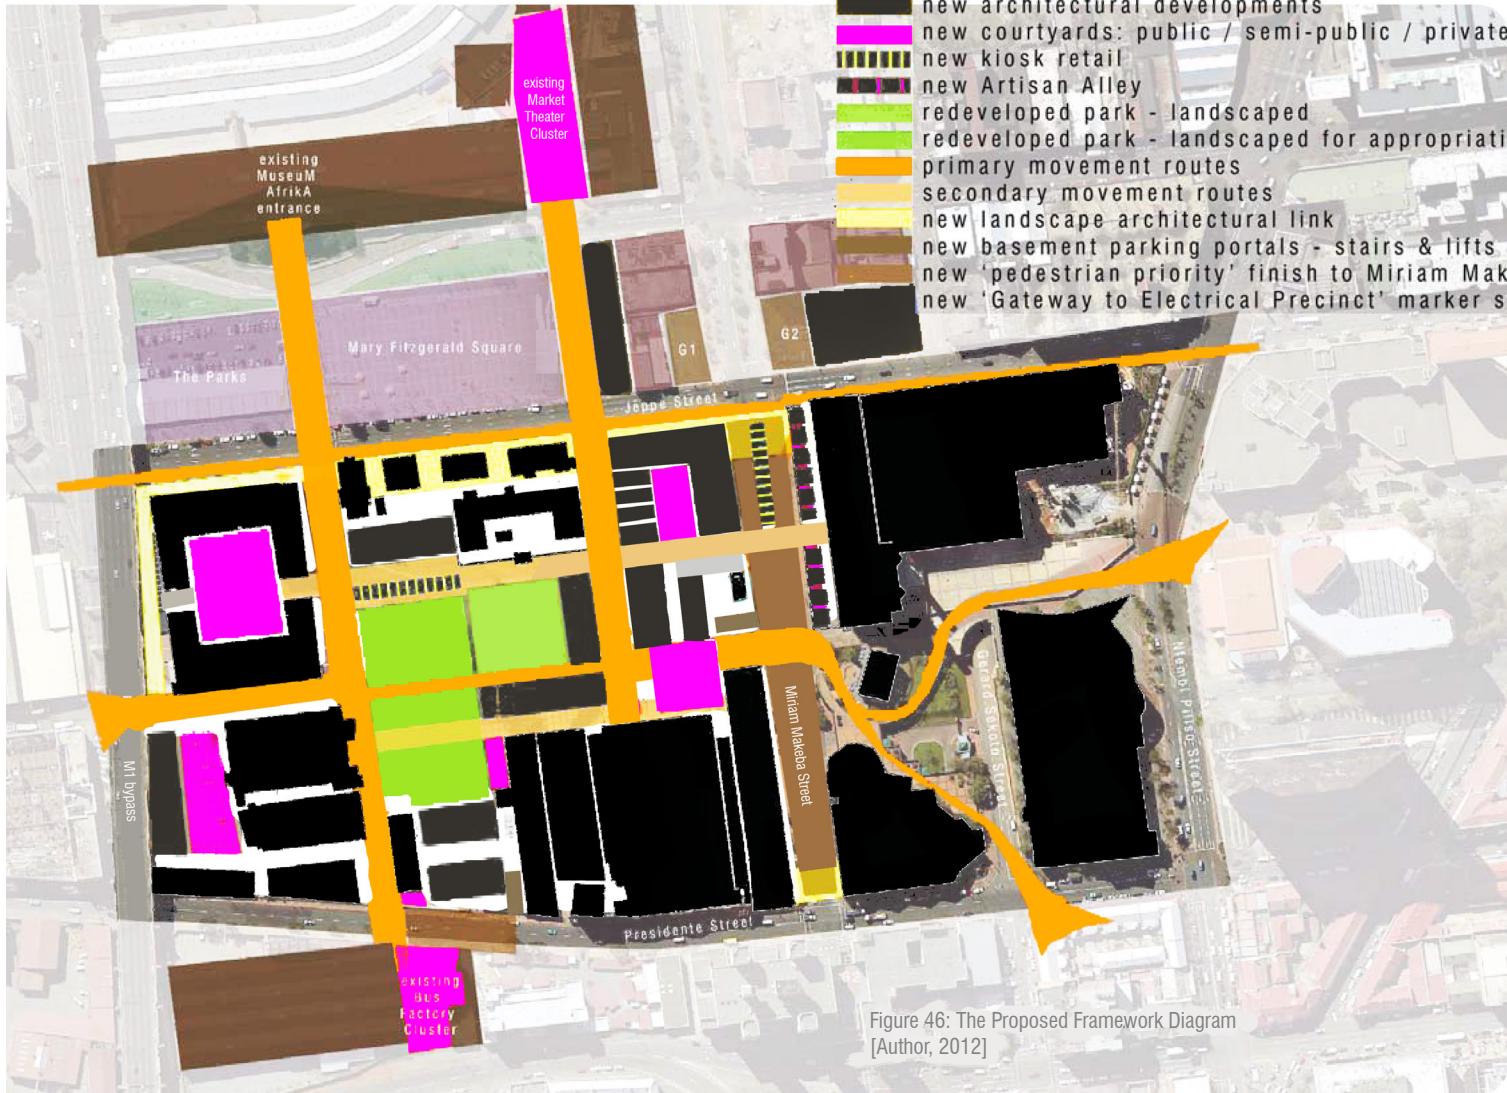 new architectural developments
new courtyards: public / semi-public / private
new kiosk retail
new Artisan Alley
redeveloped park - landscaped
redeveloped park - landscaped for appropriati
primary movement routes
secondary movement routes
new landscape architectural link
new basement parking portals - stairs & lifts
new 'pedestrian priority' finish to Miriam Mak
new 'Gateway to Electrical Precinct' marker s
existing
Market
Theater
Cluster
existing
MuseuM
AfrikA
entrance
Mary Fitzgerald Square
The Parks
G1
G2
Jeppe Street
Miriam Makeba Street
Gerard Sekoto Street
Ntembi Piliso Street
M1 bypass
Presidente Street
existing
Bus
Factory
Cluster
Figure 46: The Proposed Framework Diagram
[Author, 2012]